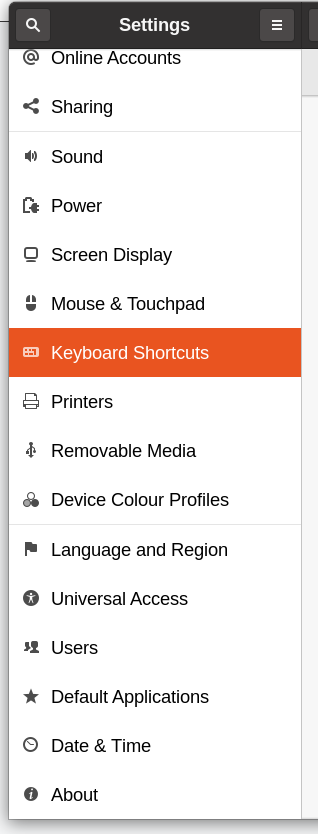 Settings
Online Accounts
Sharing
Sound
Power
Screen Display
Mouse & Touchpad
Keyboard Shortcuts
Printers
Removable Media
Device Colour Profiles
Language and Region
Universal Access
Users
Default Applications
Date & Time
About